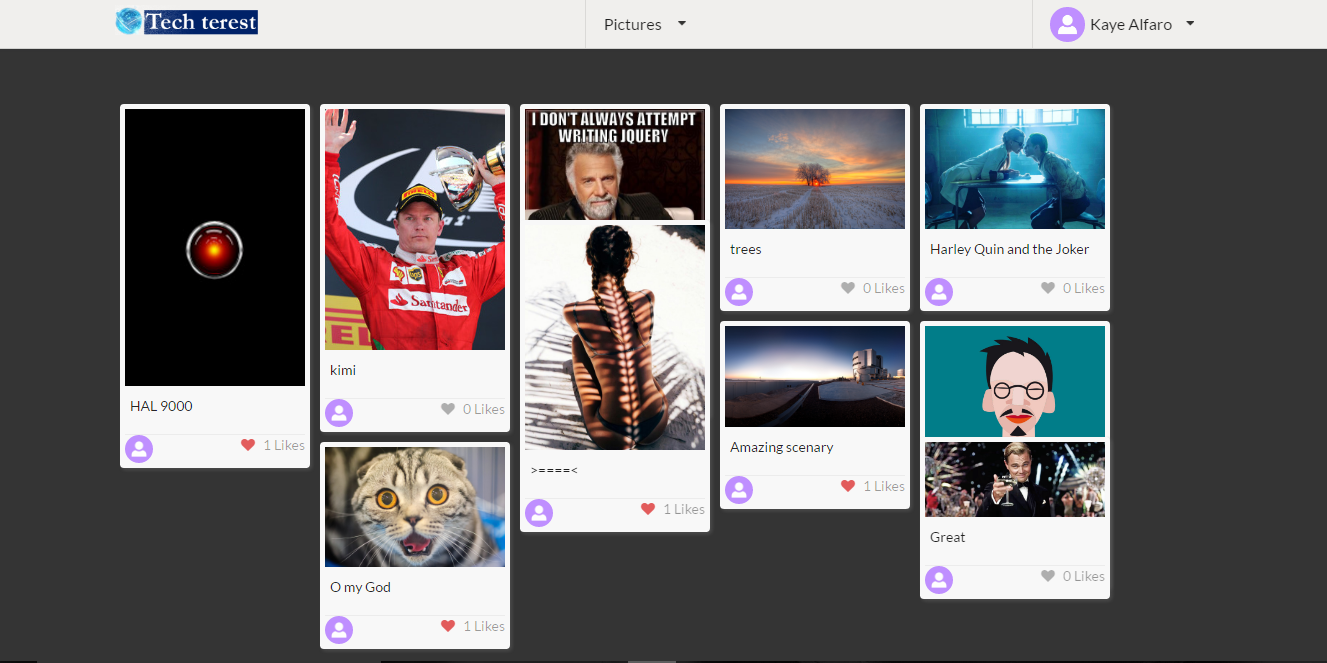 Tech terest
Pictures
Kaye Alfaro
HAL 9000
1 Likes
kimi
0 Likes
O my God
1 Likes
I DON'T ALWAYS ATTEMPT
WRITING JQUERY
>====<
1 Likes
trees
0 Likes
Amazing scenary
1 Likes
Harley Quin and the Joker
0 Likes
Great
0 Likes
PIRELLI
Santander